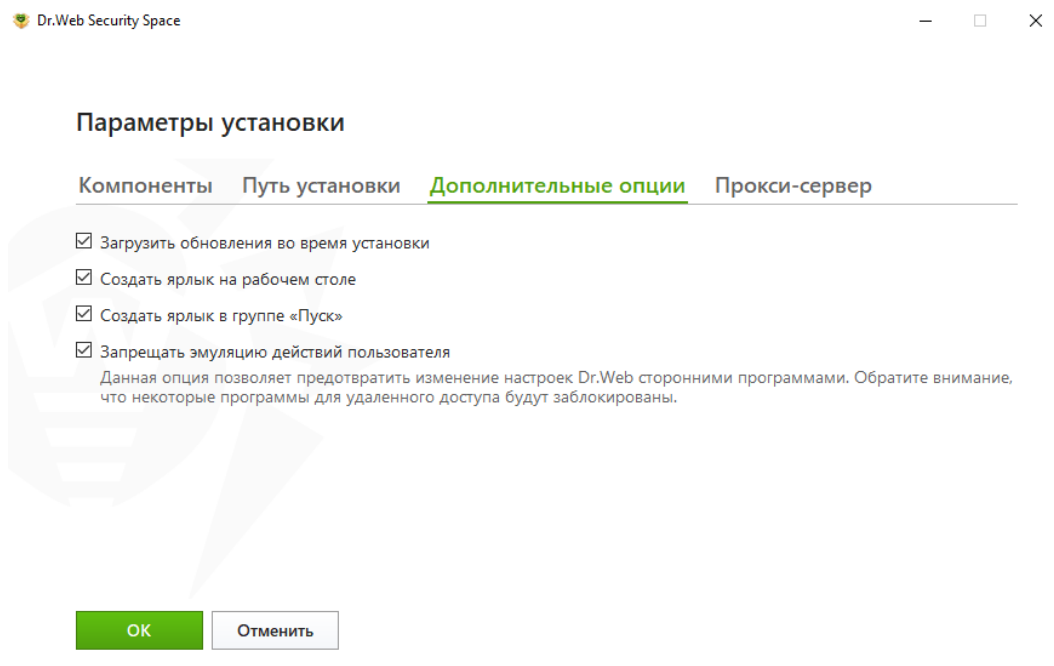 Dr.Web Security Space
Параметры установки
Компоненты Путь установки Дополнительные опции Прокси-сервер
Загрузить обновления во время установки
Создать ярлык на рабочем столе
Создать ярлык в группе «Пуск»
Запрещать эмуляцию действий пользователя
Данная опция позволяет предотвратить изменение настроек Dr.Web сторонними программами. Обратите внимание,
что некоторые программы для удаленного доступа будут заблокированы.
ОК Отменить